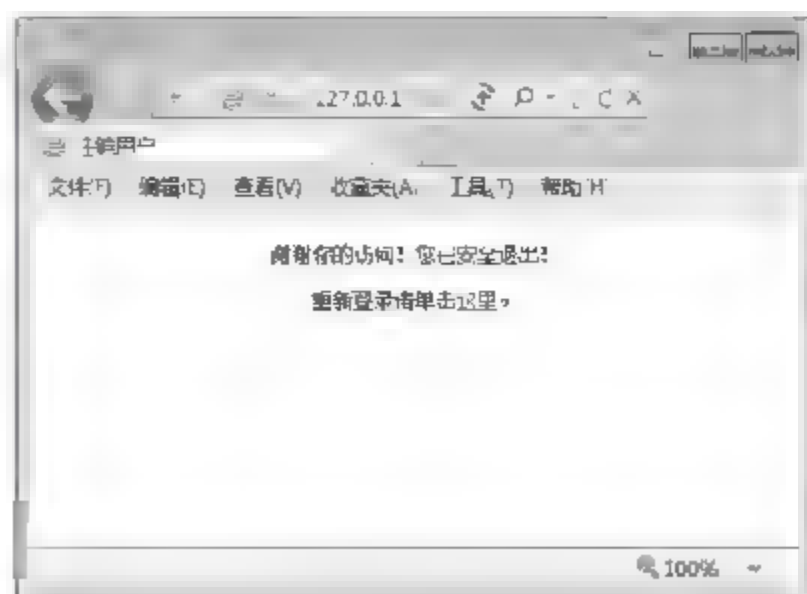 127.0.0.1
注销用户
文件(F) 编辑(E) 查看(V) 收藏夹(A) 工具(T) 帮助(H)
谢谢你的访问！您已安全退出！
重新登录请单击这里。
100%